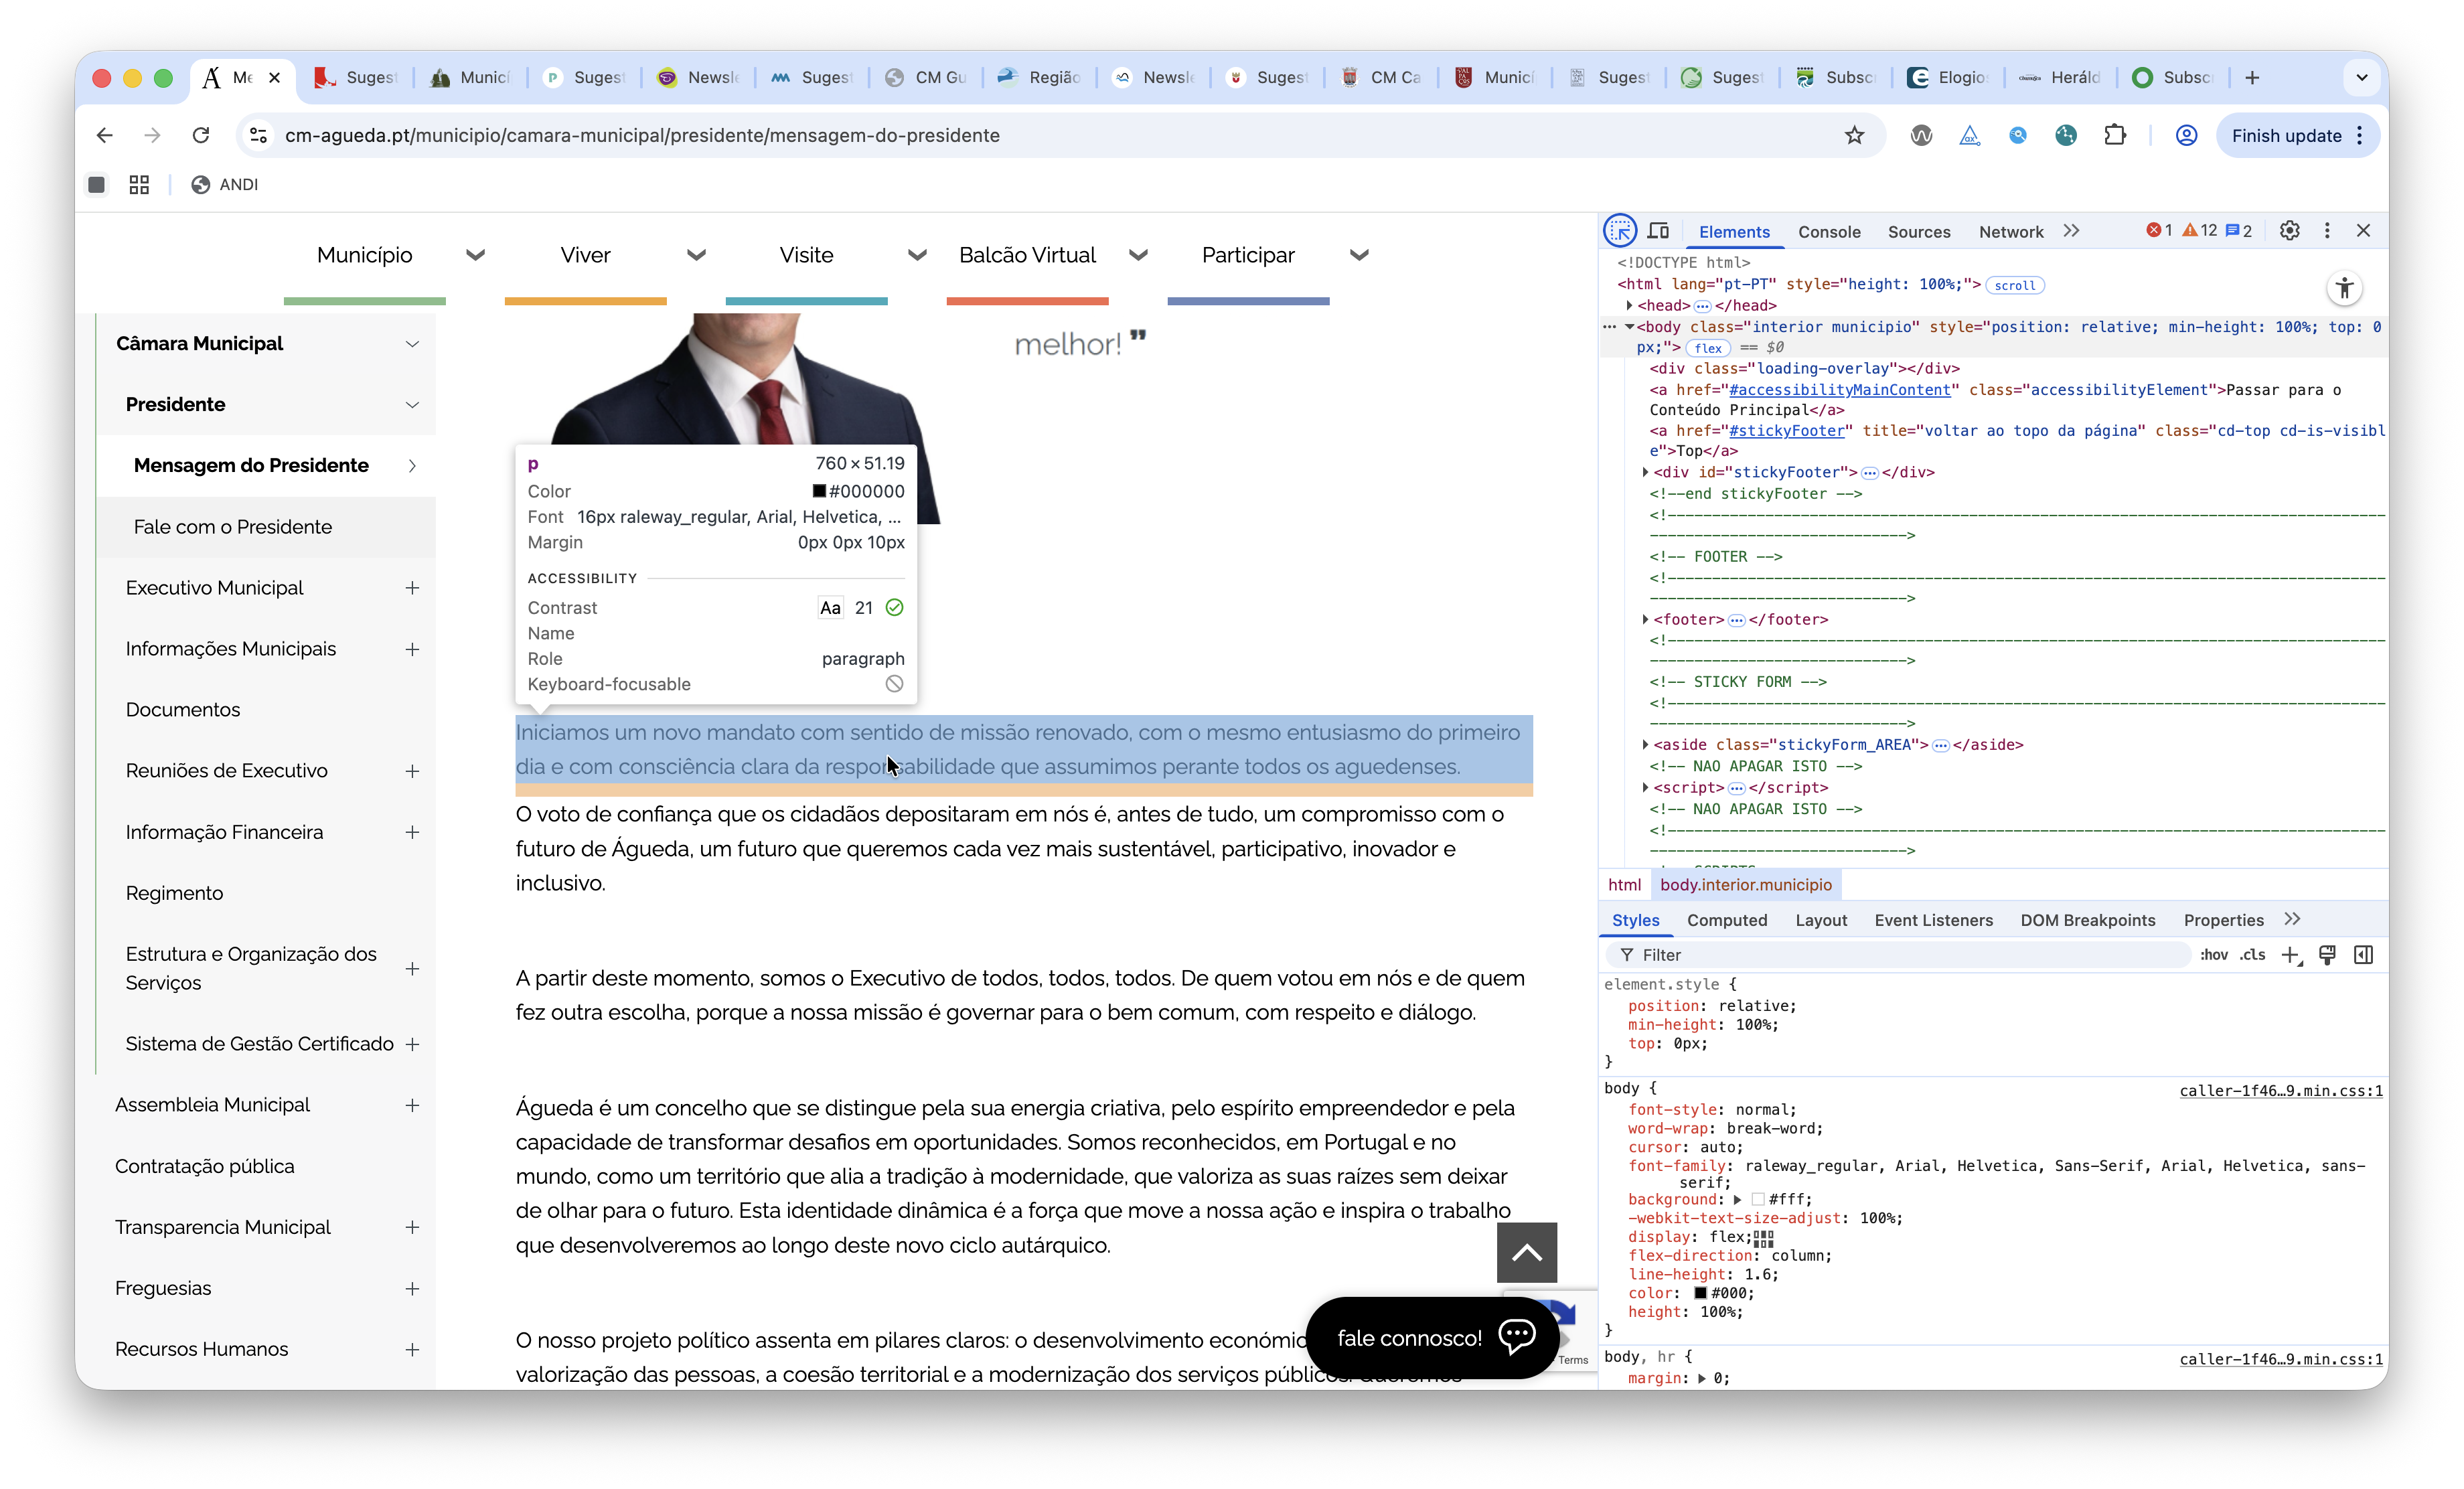 Me
Sugest
Municí
Sugest
Newsle
Sugest
CM Gu
Região
Newsle
Sugest
CM Ca
Municí
Sugest
Sugest
Subsc
Elogio
Heráld
Subsc
cm-agueda.pt/municipio/camara-municipal/presidente/mensagem-do-presidente
Finish update
ANDI
Município
Viver
Visite
Balcão Virtual
Participar
Câmara Municipal
Presidente
Mensagem do Presidente
Fale com o Presidente
Executivo Municipal
Informações Municipais
Documentos
Reuniões de Executivo
Informação Financeira
Regimento
Estrutura e Organização dos
Serviços
Sistema de Gestão Certificado
Assembleia Municipal
Contratação pública
Transparencia Municipal
Freguesias
Recursos Humanos
melhor! ”
p 760 × 51.19
Color #000000
Font 16px raleway_regular, Arial, Helvetica, ...
Margin 0px 0px 10px
ACCESSIBILITY
Contrast Aa 21
Name
Role paragraph
Keyboard-focusable
Iniciamos um novo mandato com sentido de missão renovado, com o mesmo entusiasmo do primeiro
dia e com consciência clara da responsabilidade que assumimos perante todos os aguedenses.
O voto de confiança que os cidadãos depositaram em nós é, antes de tudo, um compromisso com o
futuro de Águeda, um futuro que queremos cada vez mais sustentável, participativo, inovador e
inclusivo.
A partir deste momento, somos o Executivo de todos, todos, todos. De quem votou em nós e de quem
fez outra escolha, porque a nossa missão é governar para o bem comum, com respeito e diálogo.
Águeda é um concelho que se distingue pela sua energia criativa, pelo espírito empreendedor e pela
capacidade de transformar desafios em oportunidades. Somos reconhecidos, em Portugal e no
mundo, como um território que alia a tradição à modernidade, que valoriza as suas raízes sem deixar
de olhar para o futuro. Esta identidade dinâmica é a força que move a nossa ação e inspira o trabalho
que desenvolveremos ao longo deste novo ciclo autárquico.
O nosso projeto político assenta em pilares claros: o desenvolvimento económic
valorização das pessoas, a coesão territorial e a modernização dos serviços públicos.
fale connosco!
Terms
Elements
Console
Sources
Network
1 12 2
<!DOCTYPE html>
<html lang="pt-PT" style="height: 100%;"> scroll
<head> ... </head>
<body class="interior municipio" style="position: relative; min-height: 100%; top: 0
px;"> flex == $0
<div class="loading-overlay"></div>
<a href="#accessibilityMainContent" class="accessibilityElement">Passar para o
Conteúdo Principal</a>
<a href="#stickyFooter" title="voltar ao topo da página" class="cd-top cd-is-visibl
e">Top</a>
<div id="stickyFooter"> ... </div>
<!--end stickyFooter -->
<!-- FOOTER -->
<footer> ... </footer>
<!-- STICKY FORM -->
<aside class="stickyForm_AREA"> ... </aside>
<!-- NAO APAGAR ISTO -->
<script> ... </script>
<!-- NAO APAGAR ISTO -->
html body.interior.municipio
Styles
Computed
Layout
Event Listeners
DOM Breakpoints
Properties
Filter
:hov .cls
element.style {
position: relative;
min-height: 100%;
top: 0px;
}
body { caller-1f46…9.min.css:1
font-style: normal;
word-wrap: break-word;
cursor: auto;
font-family: raleway_regular, Arial, Helvetica, Sans-Serif, Arial, Helvetica, sans-
serif;
background: #fff;
-webkit-text-size-adjust: 100%;
display: flex;
flex-direction: column;
line-height: 1.6;
color: #000;
height: 100%;
}
body, hr { caller-1f46…9.min.css:1
margin: 0;